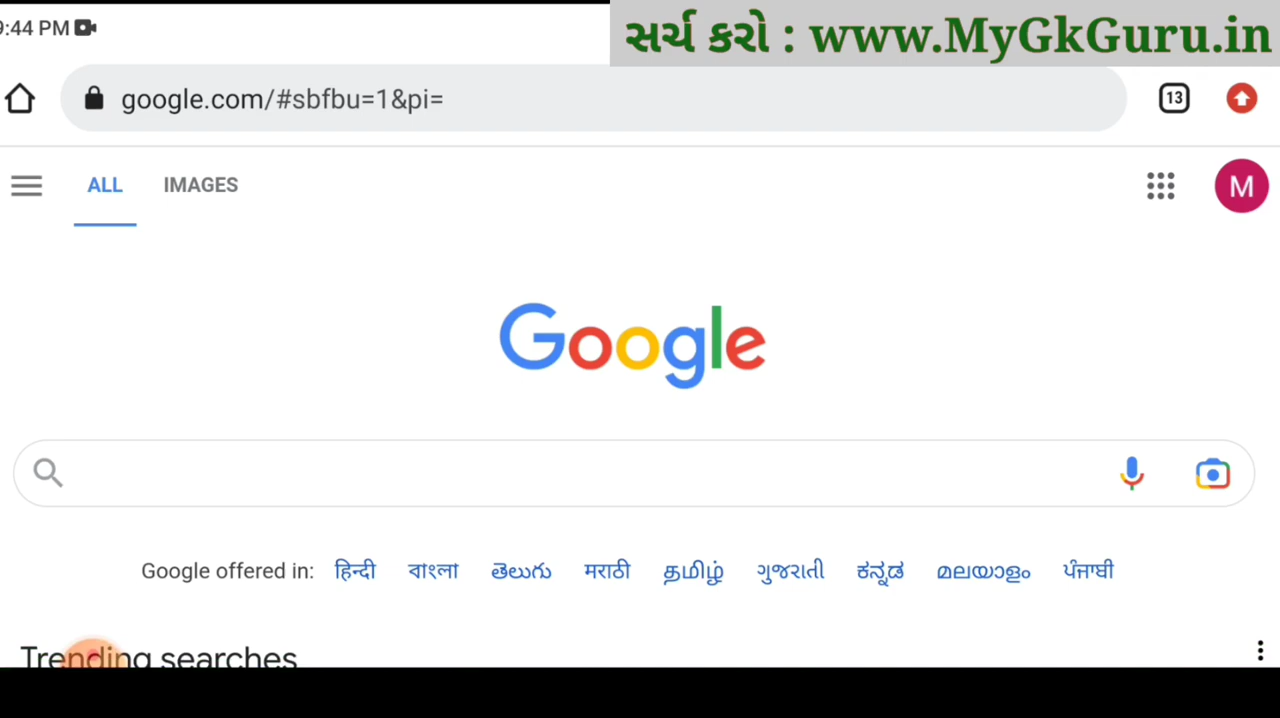 9:44 PM
સર્ચ કરો : www.MyGkGuru.in
google.com/#sbfbu=1&pi=
13
ALL IMAGES
M
Google
Google offered in: हिन्दी বাংলা తెలుగు मराठी தமிழ் ગુજરાતી ಕನ್ನಡ മലയാളം ਪੰਜਾਬੀ
Trending searches